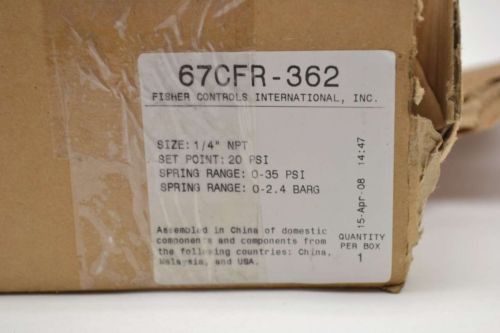 67CFR-362
FISHER CONTROLS INTERNATIONAL, INC.
SIZE: 1/4" NPT
SET POINT: 20 PSI
SPRING RANGE: 0-35 PSI
SPRING RANGE: 0-2.4 BARG
Assembled in China of domestic
components and components from
the following countries: China,
Malaysia, and USA.
15-Apr-08 14:47
QUANTITY
PER BOX
1